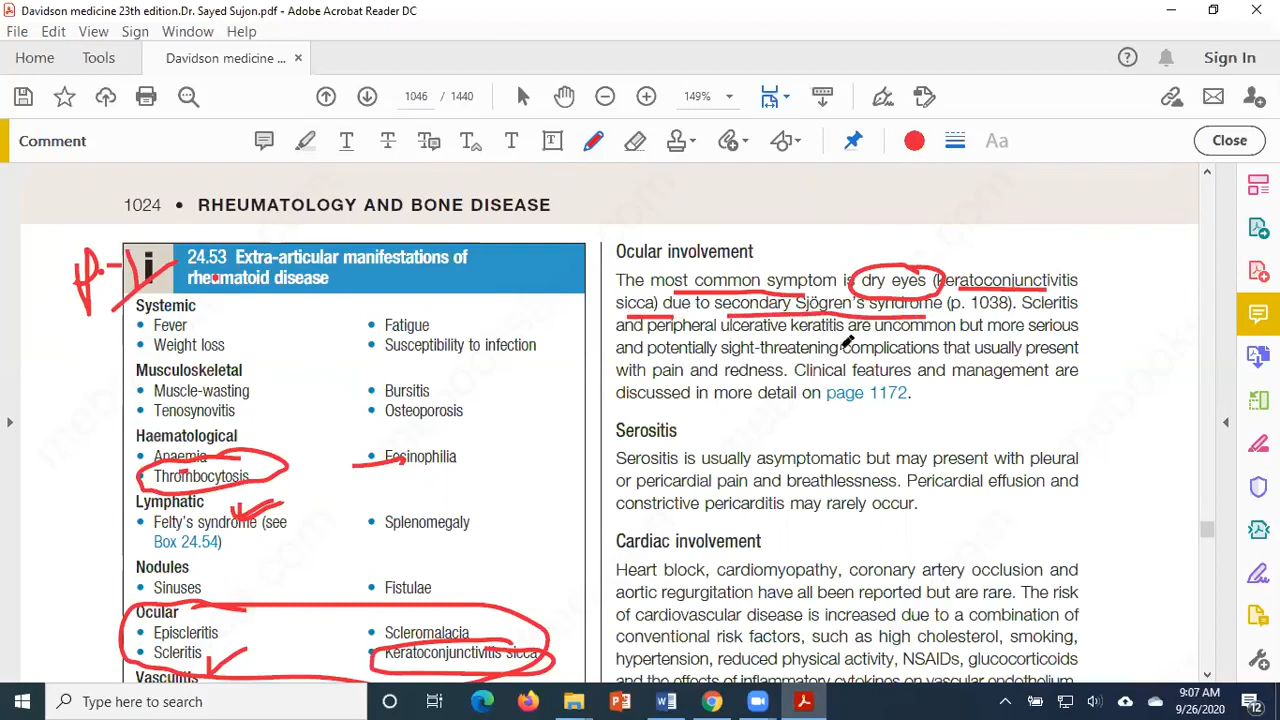 Davidson medicine 23th edition.Dr. Sayed Sujon.pdf - Adobe Acrobat Reader DC
File Edit View Sign Window Help
Home Tools Davidson medicine ... × Sign In
1046 / 1440 149%
Comment Close
1024 • RHEUMATOLOGY AND BONE DISEASE
i 24.53 Extra-articular manifestations of
rheumatoid disease
Systemic
• Fever • Fatigue
• Weight loss • Susceptibility to infection
Musculoskeletal
• Muscle-wasting • Bursitis
• Tenosynovitis • Osteoporosis
Haematological
• Anaemia • Eosinophilia
• Thrombocytosis
Lymphatic
• Felty's syndrome (see • Splenomegaly
Box 24.54)
Nodules
• Sinuses • Fistulae
Ocular
• Episcleritis • Scleromalacia
• Scleritis • Keratoconjunctivitis sicca
Vasculitis
Ocular involvement
The most common symptom is dry eyes (keratoconjunctivitis
sicca) due to secondary Sjögren's syndrome (p. 1038). Scleritis
and peripheral ulcerative keratitis are uncommon but more serious
and potentially sight-threatening complications that usually present
with pain and redness. Clinical features and management are
discussed in more detail on page 1172.
Serositis
Serositis is usually asymptomatic but may present with pleural
or pericardial pain and breathlessness. Pericardial effusion and
constrictive pericarditis may rarely occur.
Cardiac involvement
Heart block, cardiomyopathy, coronary artery occlusion and
aortic regurgitation have all been reported but are rare. The risk
of cardiovascular disease is increased due to a combination of
conventional risk factors, such as high cholesterol, smoking,
hypertension, reduced physical activity, NSAIDs, glucocorticoids
and the effects of inflammatory cytokines on vascular endothelium.
Type here to search
9:07 AM
9/26/2020
12